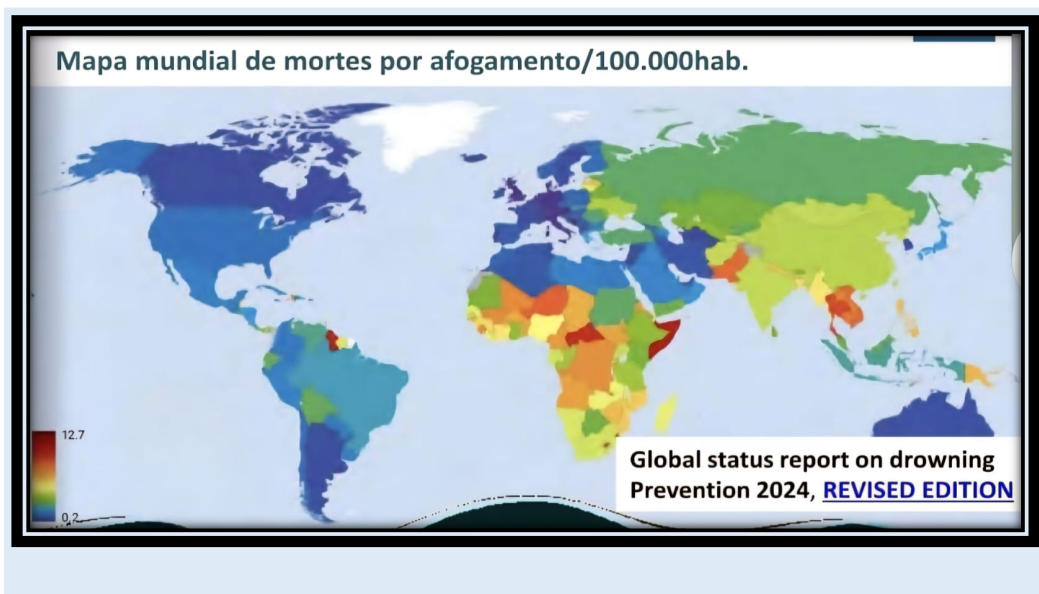 Mapa mundial de mortes por afogamento/100.000hab.
12.7
0.2
Global status report on drowning
Prevention 2024, REVISED EDITION